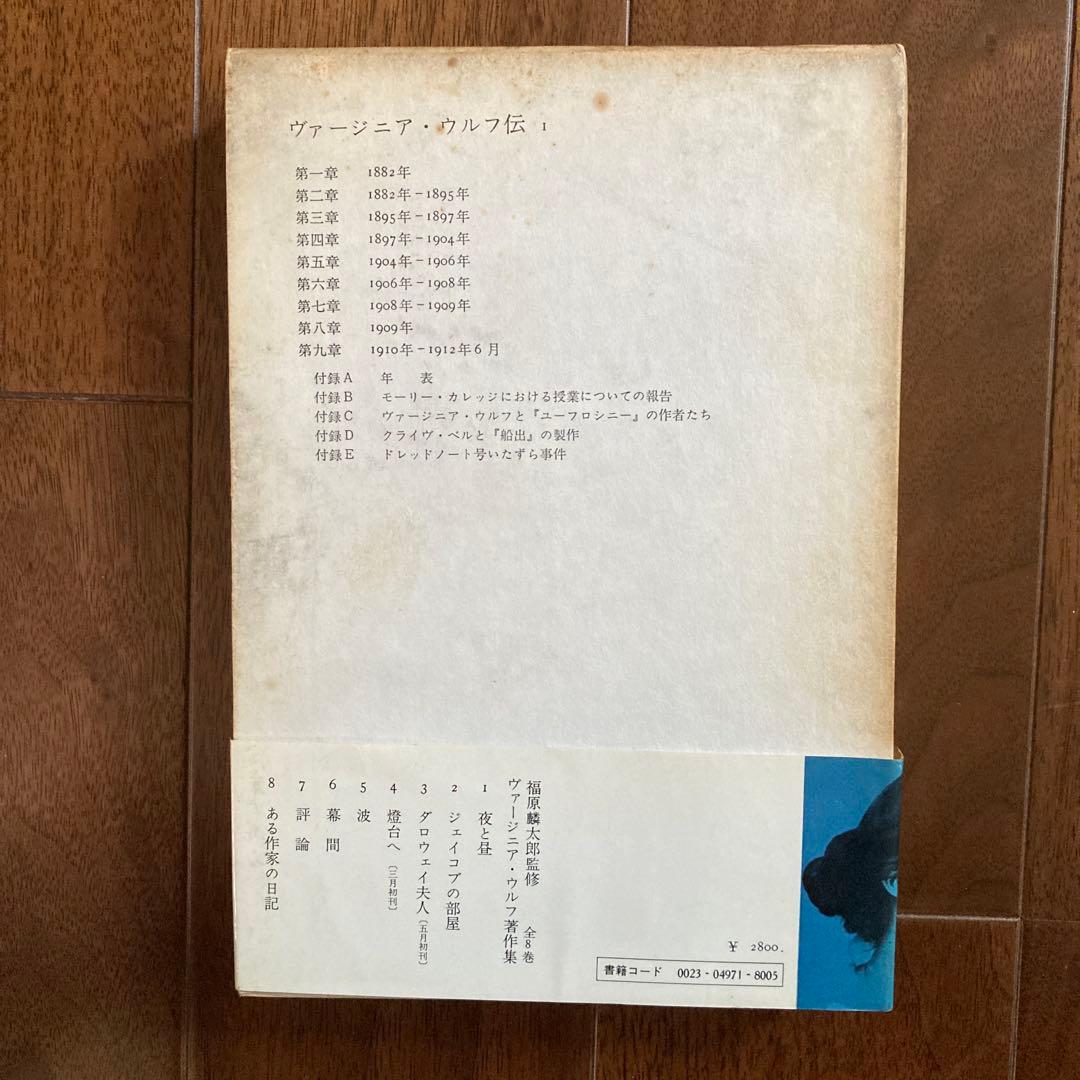 ヴァージニア・ウルフ伝 1
第一章 1882年
第二章 1882年-1895年
第三章 1895年-1897年
第四章 1897年-1904年
第五章 1904年-1906年
第六章 1906年-1908年
第七章 1908年-1909年
第八章 1909年
第九章 1910年-1912年6月
付録A 年表
付録B モーリー・カレッジにおける授業についての報告
付録C ヴァージニア・ウルフと『ユーフロシニー』の作者たち
付録D クライヴ・ベルと『船出』の製作
付録E ドレッドノート号いたずら事件
福原麟太郎監修
ヴァージニア・ウルフ著作集 全8巻
1 夜と昼
2 ジェイコブの部屋
3 ダロウェイ夫人〔五月初刊〕
4 燈台へ〔三月初刊〕
5 波
6 幕間
7 評論
8 ある作家の日記
¥ 2800.
書籍コード 0023-04971-8005